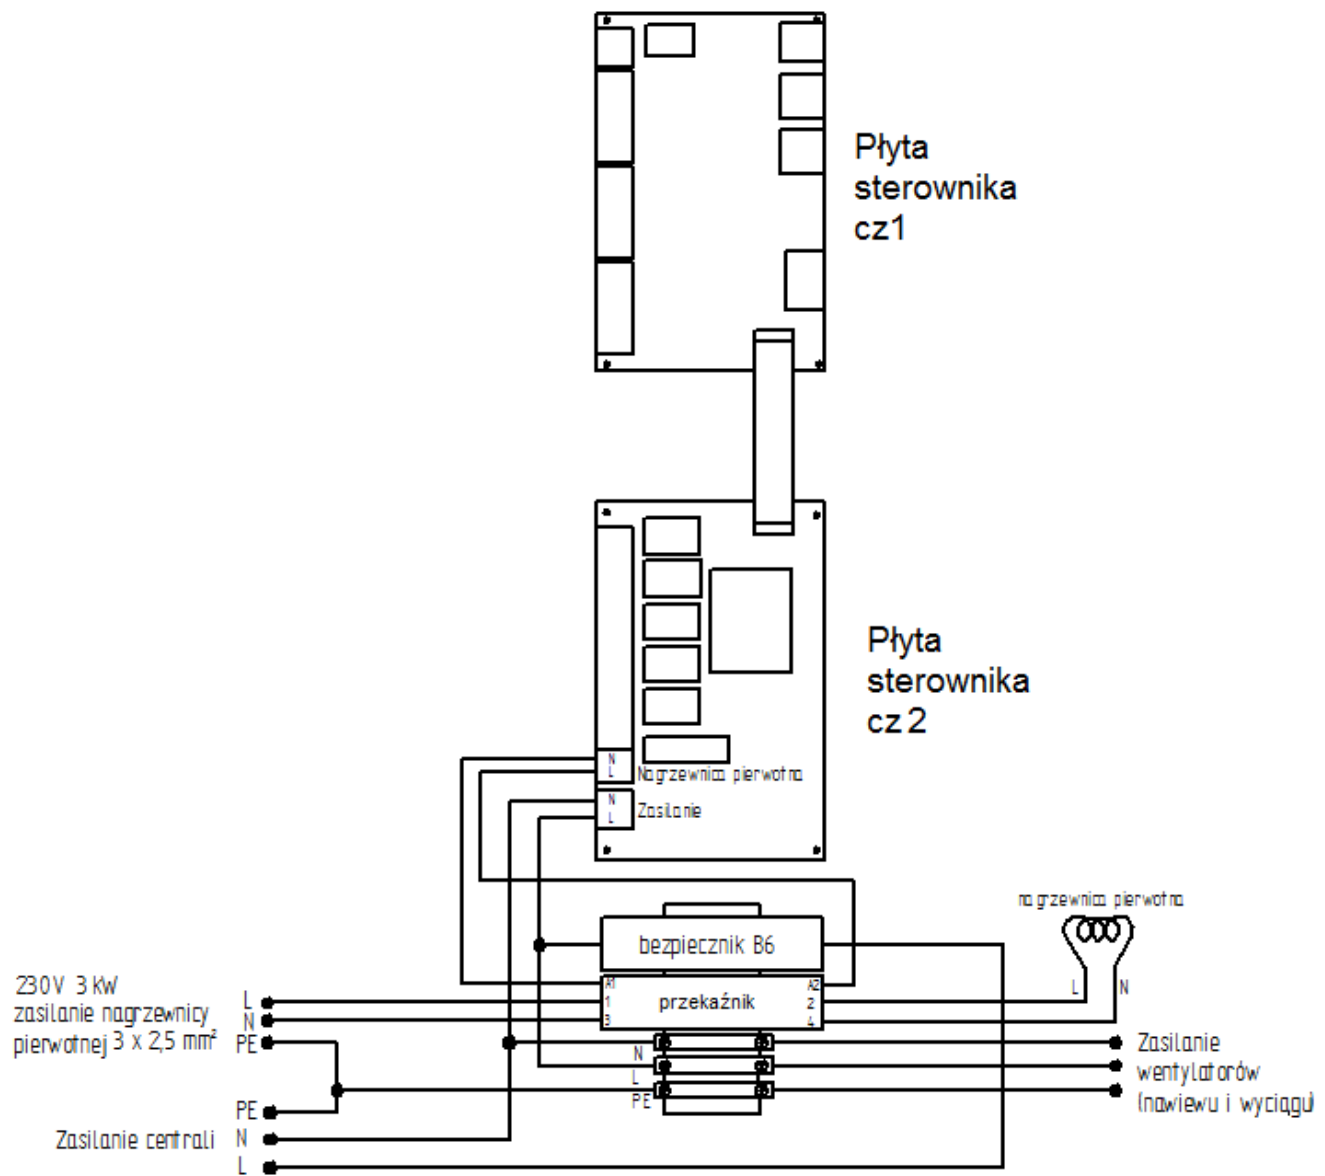 Płyta
sterownika
cz1
Płyta
sterownika
cz 2
N
L
Nagrzewnica pierwotna
N
L
Zasilanie
nagrzewnica pierwotna
L
N
bezpiecznik B6
A1
1
3
przekaźnik
A2
2
4
230V 3 kW
zasilanie nagrzewnicy
pierwotnej 3 x 2,5 mm²
L
N
PE
N
L
PE
Zasilanie
wentylatorów
(nawiewu i wyciągu)
PE
Zasilanie centrali N
L